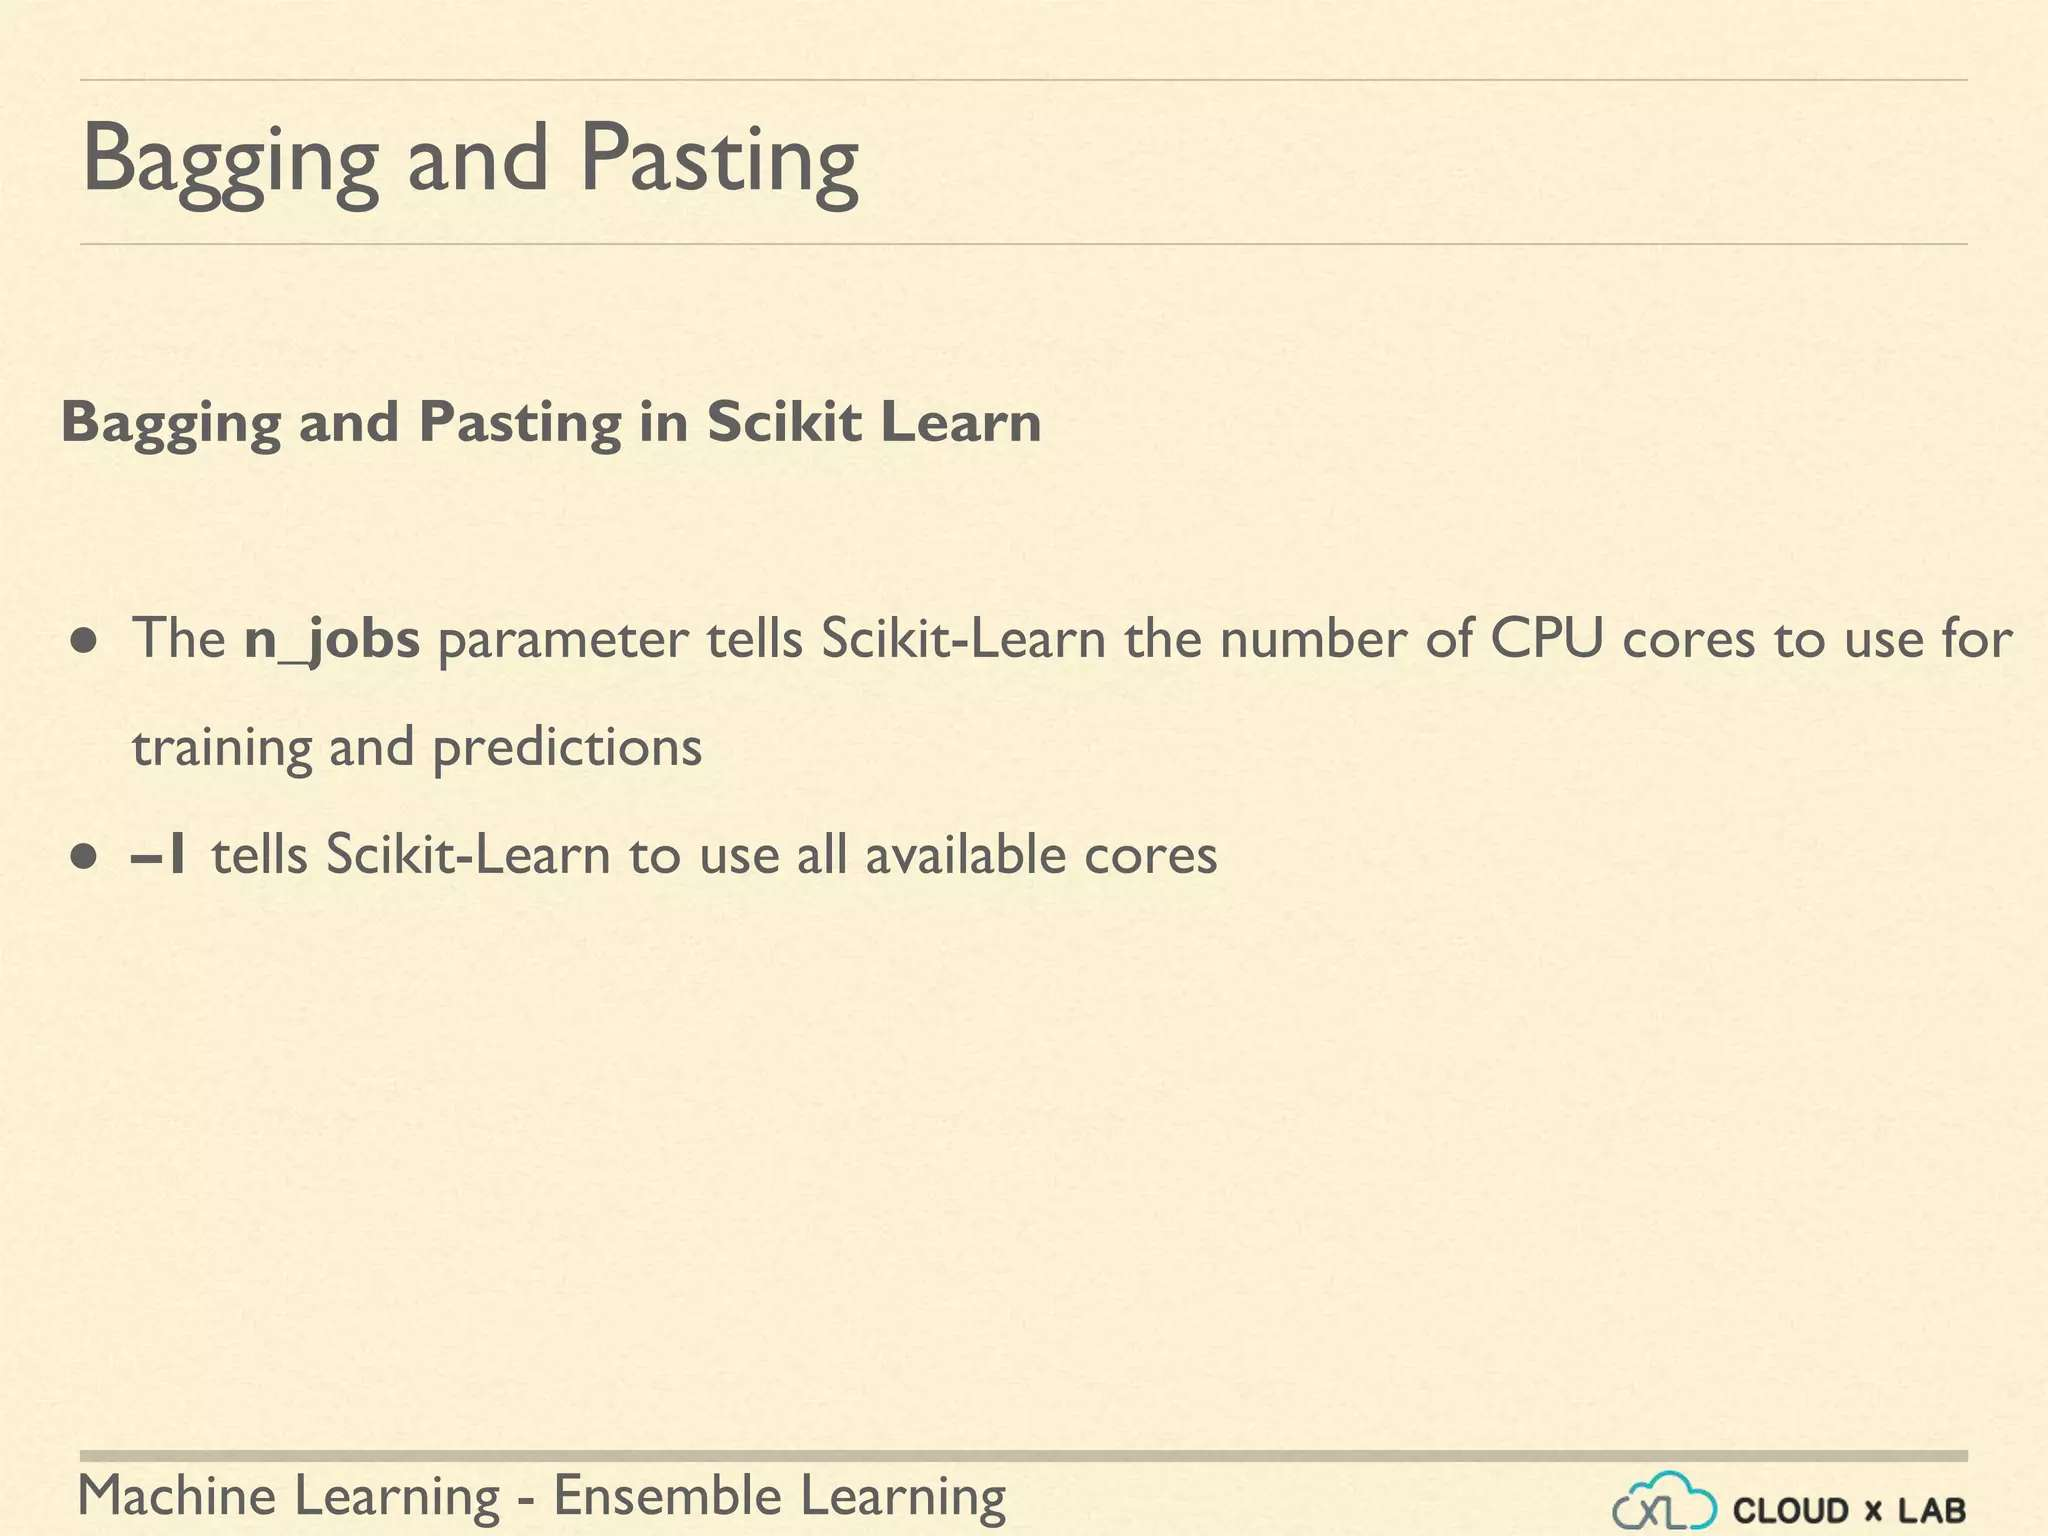 Bagging and Pasting
Bagging and Pasting in Scikit Learn
● The n_jobs parameter tells Scikit-Learn the number of CPU cores to use for
training and predictions
● –1 tells Scikit-Learn to use all available cores
Machine Learning - Ensemble Learning
CXL CLOUD x LAB